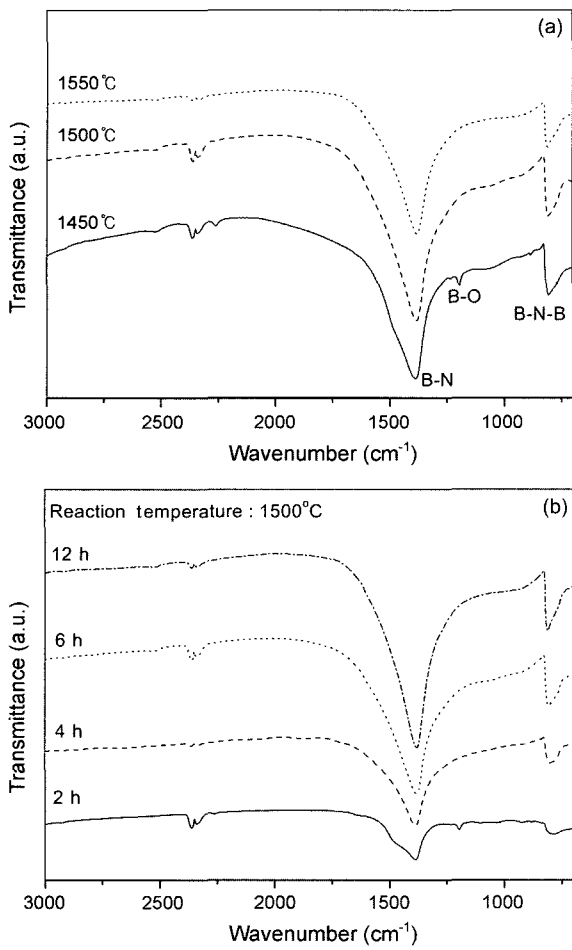 (a)
1550℃
1500℃
1450℃
B-O
B-N-B
B-N
Transmittance (a.u.)
3000 2500 2000 1500 1000
Wavenumber (cm⁻¹)
Reaction temperature : 1500°C (b)
12 h
6 h
4 h
2 h
Transmittance (a.u.)
3000 2500 2000 1500 1000
Wavenumber (cm⁻¹)